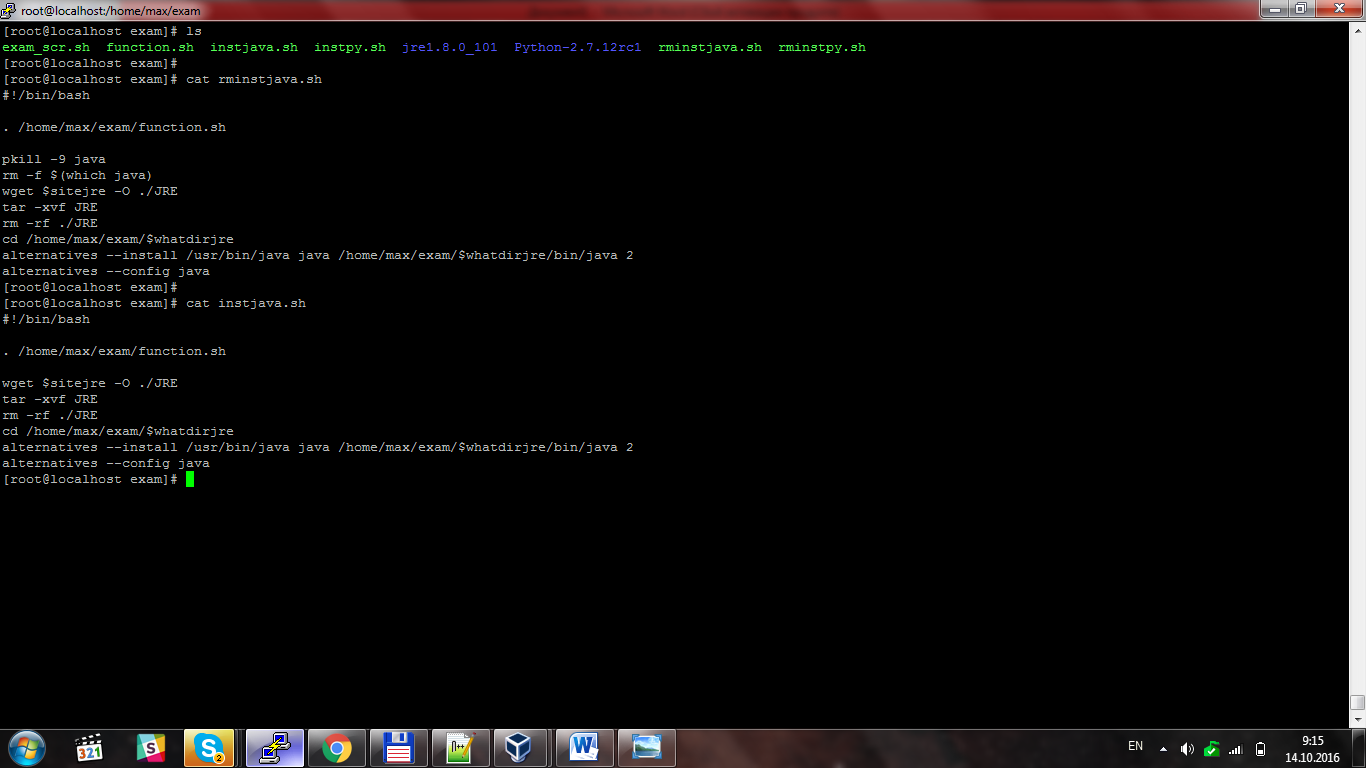 root@localhost:/home/max/exam
[root@localhost exam]# ls
exam_scr.sh function.sh instjava.sh instpy.sh jre1.8.0_101 Python-2.7.12rc1 rminstjava.sh rminstpy.sh
[root@localhost exam]#
[root@localhost exam]# cat rminstjava.sh
#!/bin/bash
. /home/max/exam/function.sh
pkill -9 java
rm -f $(which java)
wget $sitejre -O ./JRE
tar -xvf JRE
rm -rf ./JRE
cd /home/max/exam/$whatdirjre
alternatives --install /usr/bin/java java /home/max/exam/$whatdirjre/bin/java 2
alternatives --config java
[root@localhost exam]#
[root@localhost exam]# cat instjava.sh
#!/bin/bash
. /home/max/exam/function.sh
wget $sitejre -O ./JRE
tar -xvf JRE
rm -rf ./JRE
cd /home/max/exam/$whatdirjre
alternatives --install /usr/bin/java java /home/max/exam/$whatdirjre/bin/java 2
alternatives --config java
[root@localhost exam]#
321
S
S
2
W
EN
9:15
14.10.2016